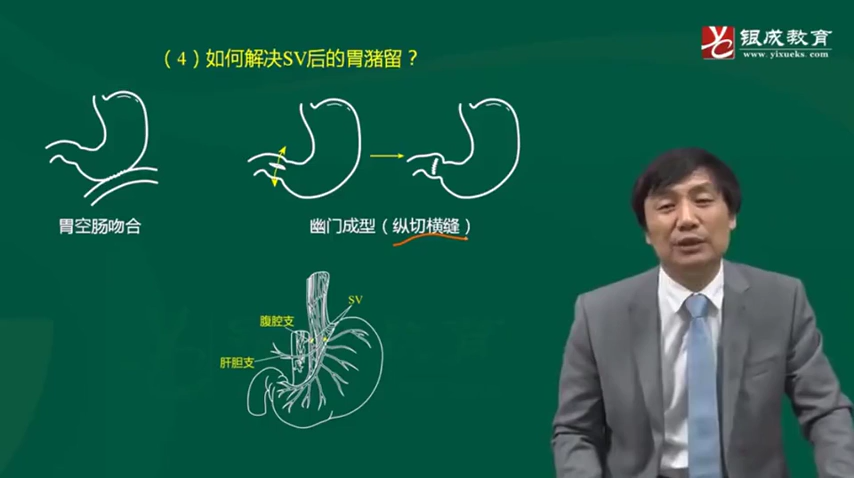 银成教育
www.yixueks.com
（4）如何解决SV后的胃潴留？
胃空肠吻合
幽门成型（纵切横缝）
SV
腹腔支
肝胆支